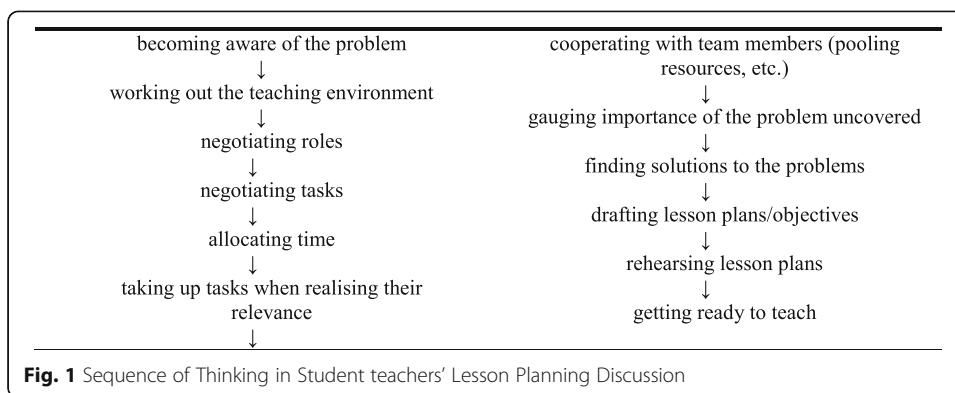 becoming aware of the problem
↓
working out the teaching environment
↓
negotiating roles
↓
negotiating tasks
↓
allocating time
↓
taking up tasks when realising their
relevance
↓
cooperating with team members (pooling
resources, etc.)
↓
gauging importance of the problem uncovered
↓
finding solutions to the problems
↓
drafting lesson plans/objectives
↓
rehearsing lesson plans
↓
getting ready to teach
Fig. 1 Sequence of Thinking in Student teachers’ Lesson Planning Discussion